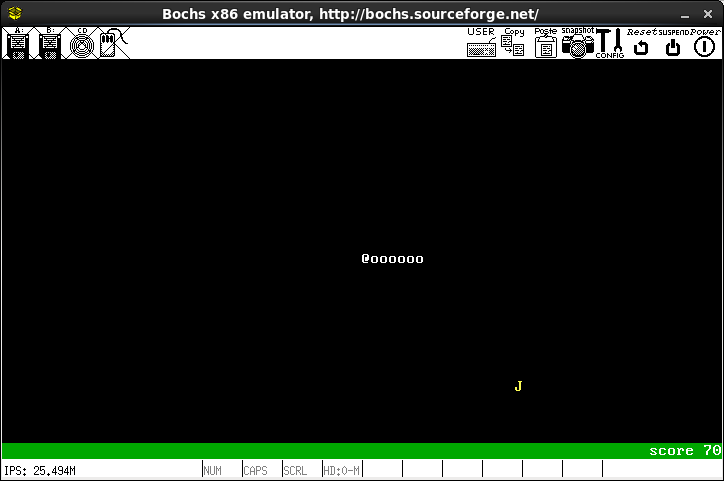 Bochs x86 emulator, http://bochs.sourceforge.net/
A: B: CD USER Copy Paste snapshot CONFIG Reset SUSPEND Power
@oooooo
J
score 70
IPS: 25.494M NUM CAPS SCRL HD:0-M